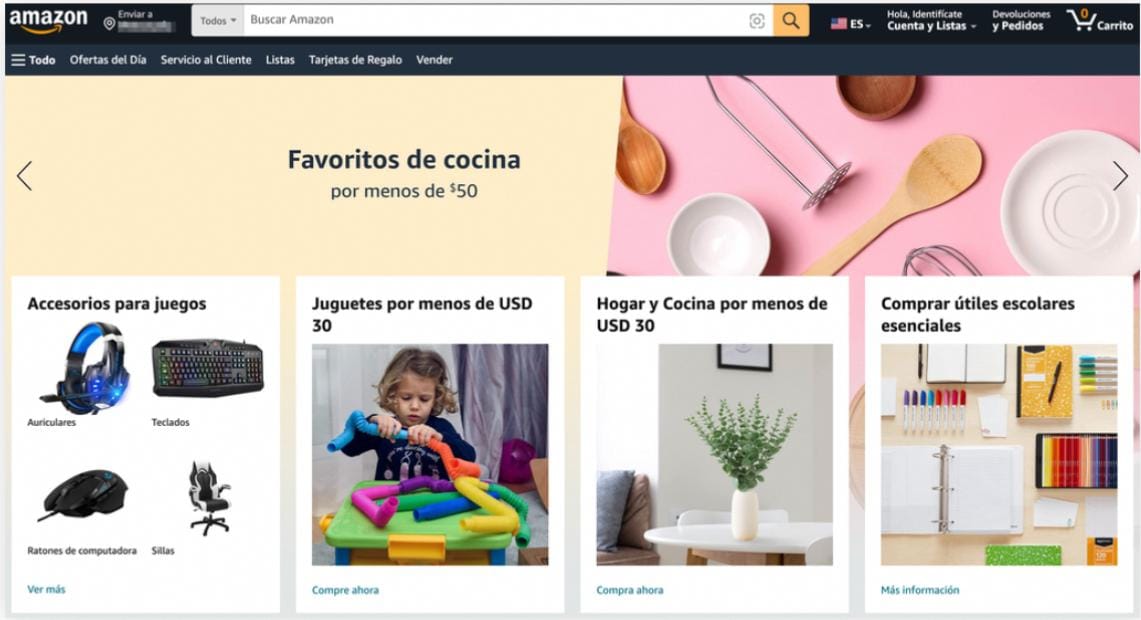 amazon
Enviar a
Todos
Buscar Amazon
ES
Hola, Identifícate
Cuenta y Listas
Devoluciones
y Pedidos
0
Carrito
Todo
Ofertas del Día
Servicio al Cliente
Listas
Tarjetas de Regalo
Vender
Favoritos de cocina
por menos de $50
Accesorios para juegos
Auriculares
Teclados
Ratones de computadora
Sillas
Ver más
Juguetes por menos de USD
30
Compre ahora
Hogar y Cocina por menos de
USD 30
Compra ahora
Comprar útiles escolares
esenciales
Más información